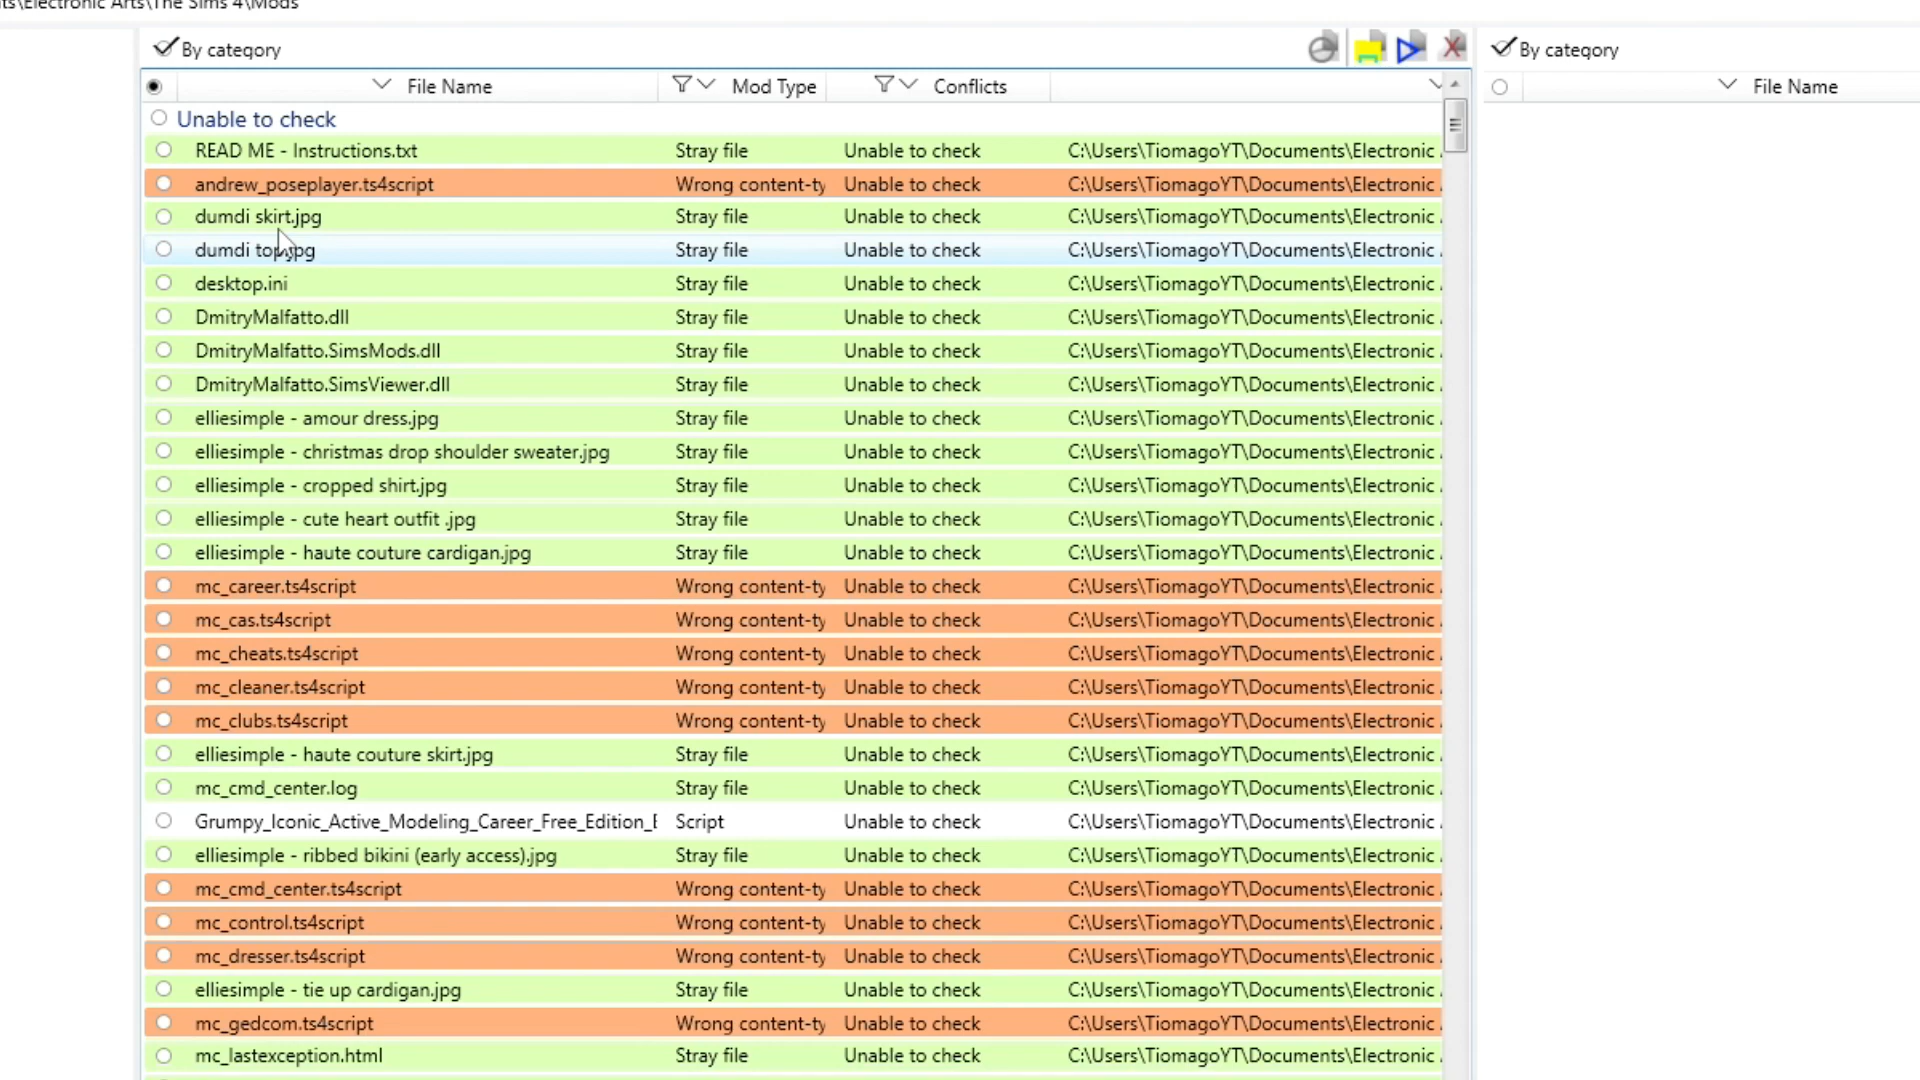 ts\Electronic Arts\The Sims 4\Mods
By category
By category
File Name Mod Type Conflicts
File Name
Unable to check
READ ME - Instructions.txt Stray file Unable to check C:\Users\TiomagoYT\Documents\Electronic
andrew_poseplayer.ts4script Wrong content-ty Unable to check C:\Users\TiomagoYT\Documents\Electronic
dumdi skirt.jpg Stray file Unable to check C:\Users\TiomagoYT\Documents\Electronic
dumdi top.jpg Stray file Unable to check C:\Users\TiomagoYT\Documents\Electronic
desktop.ini Stray file Unable to check C:\Users\TiomagoYT\Documents\Electronic
DmitryMalfatto.dll Stray file Unable to check C:\Users\TiomagoYT\Documents\Electronic
DmitryMalfatto.SimsMods.dll Stray file Unable to check C:\Users\TiomagoYT\Documents\Electronic
DmitryMalfatto.SimsViewer.dll Stray file Unable to check C:\Users\TiomagoYT\Documents\Electronic
elliesimple - amour dress.jpg Stray file Unable to check C:\Users\TiomagoYT\Documents\Electronic
elliesimple - christmas drop shoulder sweater.jpg Stray file Unable to check C:\Users\TiomagoYT\Documents\Electronic
elliesimple - cropped shirt.jpg Stray file Unable to check C:\Users\TiomagoYT\Documents\Electronic
elliesimple - cute heart outfit .jpg Stray file Unable to check C:\Users\TiomagoYT\Documents\Electronic
elliesimple - haute couture cardigan.jpg Stray file Unable to check C:\Users\TiomagoYT\Documents\Electronic
mc_career.ts4script Wrong content-ty Unable to check C:\Users\TiomagoYT\Documents\Electronic
mc_cas.ts4script Wrong content-ty Unable to check C:\Users\TiomagoYT\Documents\Electronic
mc_cheats.ts4script Wrong content-ty Unable to check C:\Users\TiomagoYT\Documents\Electronic
mc_cleaner.ts4script Wrong content-ty Unable to check C:\Users\TiomagoYT\Documents\Electronic
mc_clubs.ts4script Wrong content-ty Unable to check C:\Users\TiomagoYT\Documents\Electronic
elliesimple - haute couture skirt.jpg Stray file Unable to check C:\Users\TiomagoYT\Documents\Electronic
mc_cmd_center.log Stray file Unable to check C:\Users\TiomagoYT\Documents\Electronic
Grumpy_Iconic_Active_Modeling_Career_Free_Edition_E Script Unable to check C:\Users\TiomagoYT\Documents\Electronic
elliesimple - ribbed bikini (early access).jpg Stray file Unable to check C:\Users\TiomagoYT\Documents\Electronic
mc_cmd_center.ts4script Wrong content-ty Unable to check C:\Users\TiomagoYT\Documents\Electronic
mc_control.ts4script Wrong content-ty Unable to check C:\Users\TiomagoYT\Documents\Electronic
mc_dresser.ts4script Wrong content-ty Unable to check C:\Users\TiomagoYT\Documents\Electronic
elliesimple - tie up cardigan.jpg Stray file Unable to check C:\Users\TiomagoYT\Documents\Electronic
mc_gedcom.ts4script Wrong content-ty Unable to check C:\Users\TiomagoYT\Documents\Electronic
mc_lastexception.html Stray file Unable to check C:\Users\TiomagoYT\Documents\Electronic